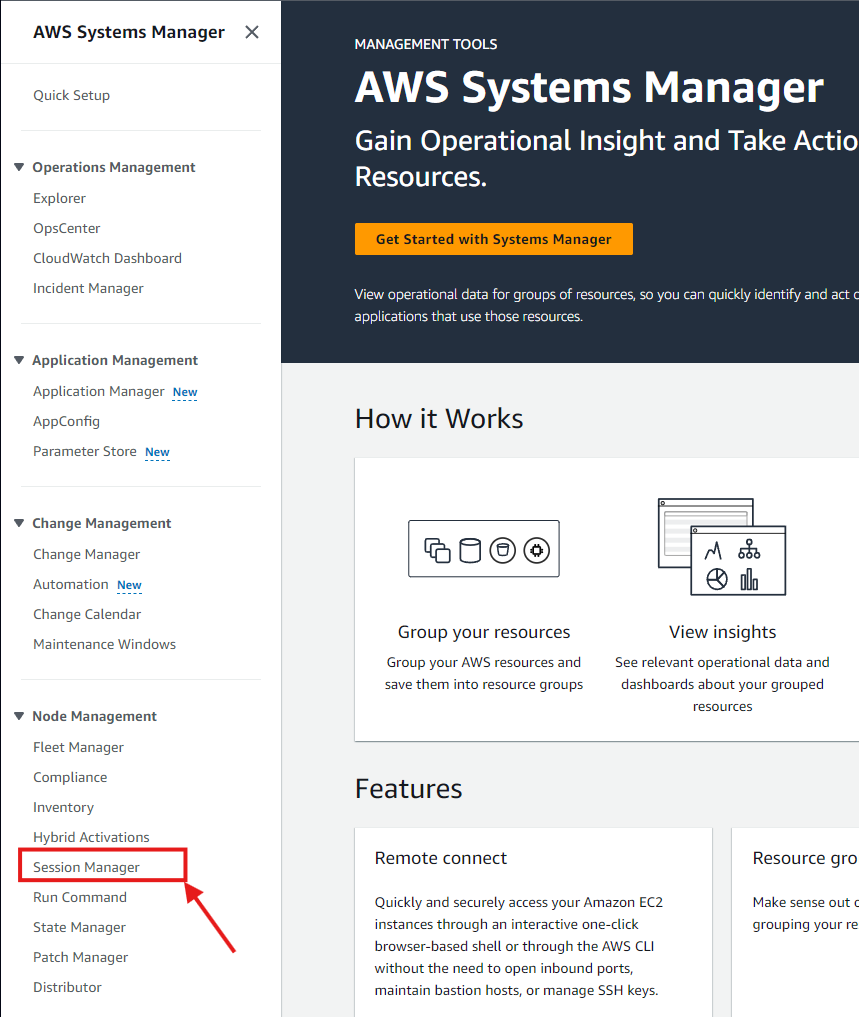 AWS Systems Manager
Quick Setup
Operations Management
Explorer
OpsCenter
CloudWatch Dashboard
Incident Manager
Application Management
Application Manager New
AppConfig
Parameter Store New
Change Management
Change Manager
Automation New
Change Calendar
Maintenance Windows
Node Management
Fleet Manager
Compliance
Inventory
Hybrid Activations
Session Manager
Run Command
State Manager
Patch Manager
Distributor
MANAGEMENT TOOLS
AWS Systems Manager
Gain Operational Insight and Take Actio
Resources.
Get Started with Systems Manager
View operational data for groups of resources, so you can quickly identify and act
applications that use those resources.
How it Works
Group your resources
Group your AWS resources and
save them into resource groups
View insights
See relevant operational data and
dashboards about your grouped
resources
Features
Remote connect
Quickly and securely access your Amazon EC2
instances through an interactive one-click
browser-based shell or through the AWS CLI
without the need to open inbound ports,
maintain bastion hosts, or manage SSH keys.
Resource gro
Make sense out
grouping your re